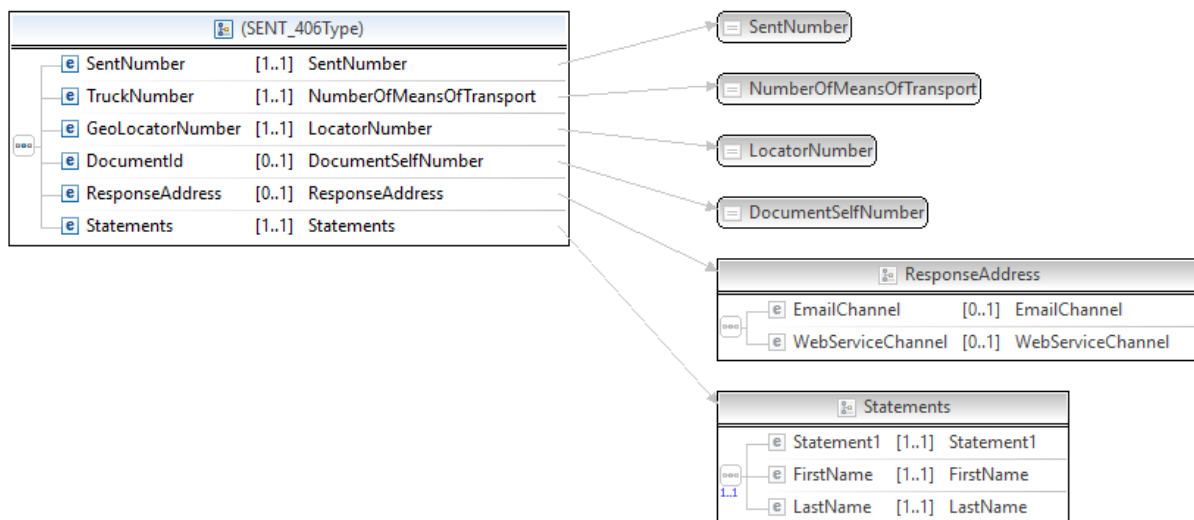 (SENT_406Type)
e SentNumber [1..1] SentNumber
e TruckNumber [1..1] NumberOfMeansOfTransport
e GeoLocatorNumber [1..1] LocatorNumber
e DocumentId [0..1] DocumentSelfNumber
e ResponseAddress [0..1] ResponseAddress
e Statements [1..1] Statements
SentNumber
NumberOfMeansOfTransport
LocatorNumber
DocumentSelfNumber
ResponseAddress
e EmailChannel [0..1] EmailChannel
e WebServiceChannel [0..1] WebServiceChannel
Statements
e Statement1 [1..1] Statement1
e FirstName [1..1] FirstName
1..1
e LastName [1..1] LastName